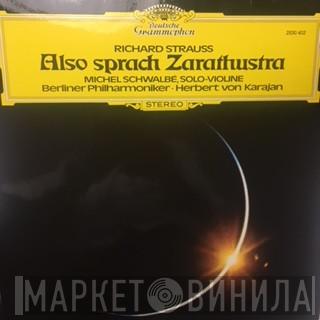 Deutsche
Grammophon
2530 402
RICHARD STRAUSS
Also sprach Zarathustra
MICHEL SCHWALBÉ, SOLO-VIOLINE
Berliner Philharmoniker · Herbert von Karajan
STEREO
МАРКЕТ ВИНИЛА